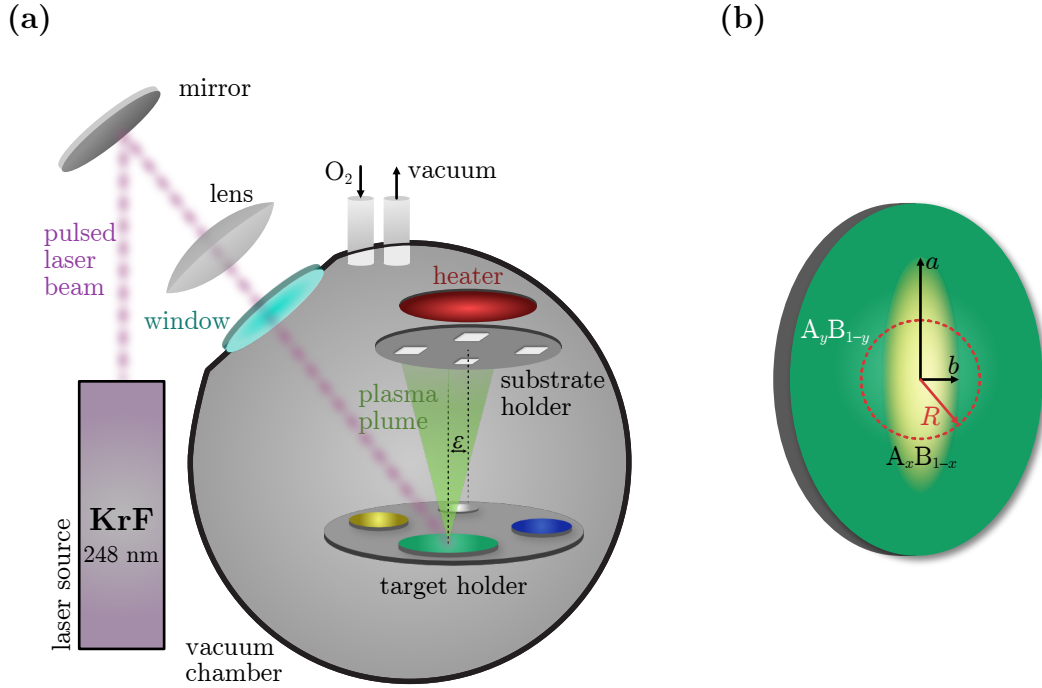 (a)
(b)
mirror
O₂
vacuum
lens
pulsed
laser
beam
heater
window
substrate
holder
plasma
plume
ε
KrF
248 nm
laser source
target holder
vacuum
chamber
a
AᵧB₁₋ᵧ
b
R
AₓB₁₋ₓ